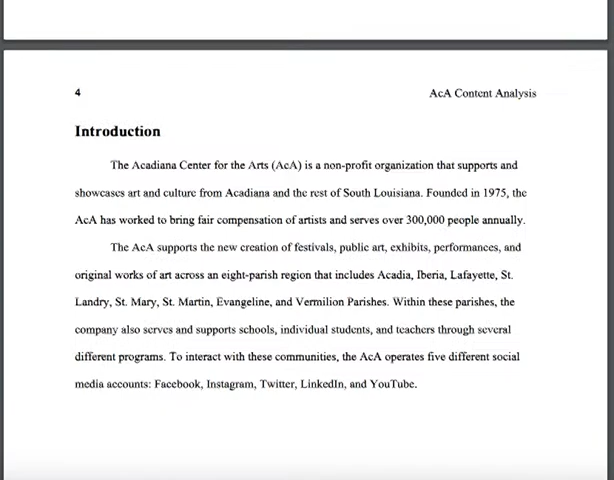 4
AcA Content Analysis
Introduction
The Acadiana Center for the Arts (AcA) is a non-profit organization that supports and
showcases art and culture from Acadiana and the rest of South Louisiana. Founded in 1975, the
AcA has worked to bring fair compensation of artists and serves over 300,000 people annually.
The AcA supports the new creation of festivals, public art, exhibits, performances, and
original works of art across an eight-parish region that includes Acadia, Iberia, Lafayette, St.
Landry, St. Mary, St. Martin, Evangeline, and Vermilion Parishes. Within these parishes, the
company also serves and supports schools, individual students, and teachers through several
different programs. To interact with these communities, the AcA operates five different social
media accounts: Facebook, Instagram, Twitter, LinkedIn, and YouTube.